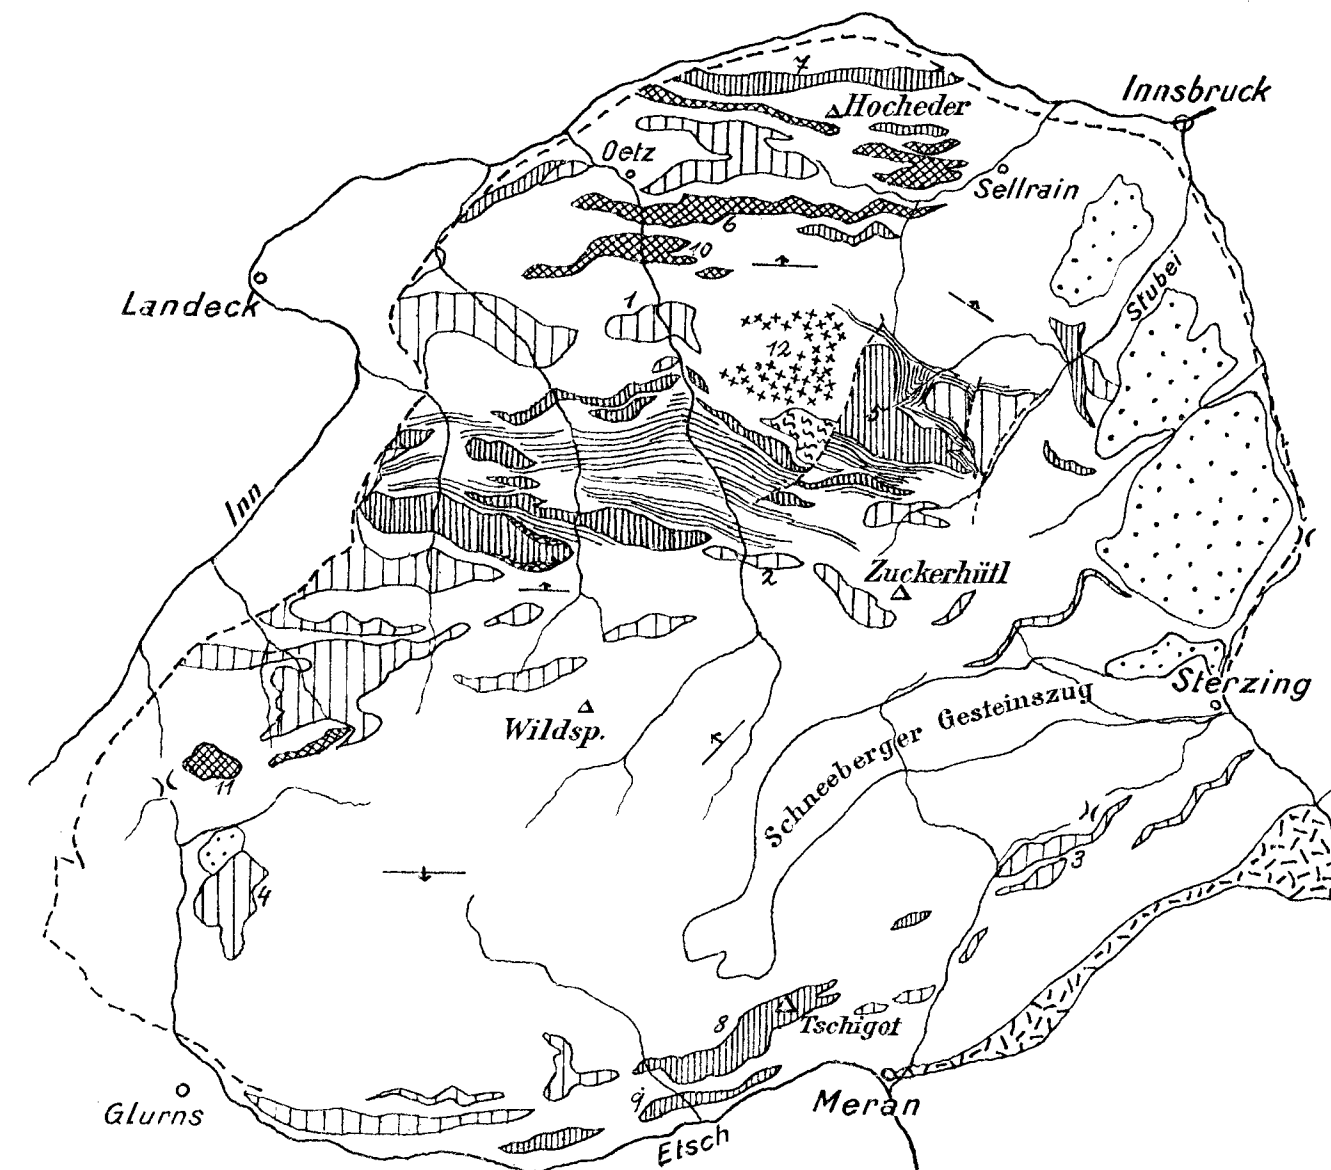 7
Innsbruck
Hocheder
Oetz
Sellrain
6
10
Stubei
Landeck
1
12
5
Inn
2
Zuckerhütl
Sterzing
Wildsp.
Schneeberger Gesteinszug
11
3
4
8
Tschigot
9
Glurns
Meran
Etsch